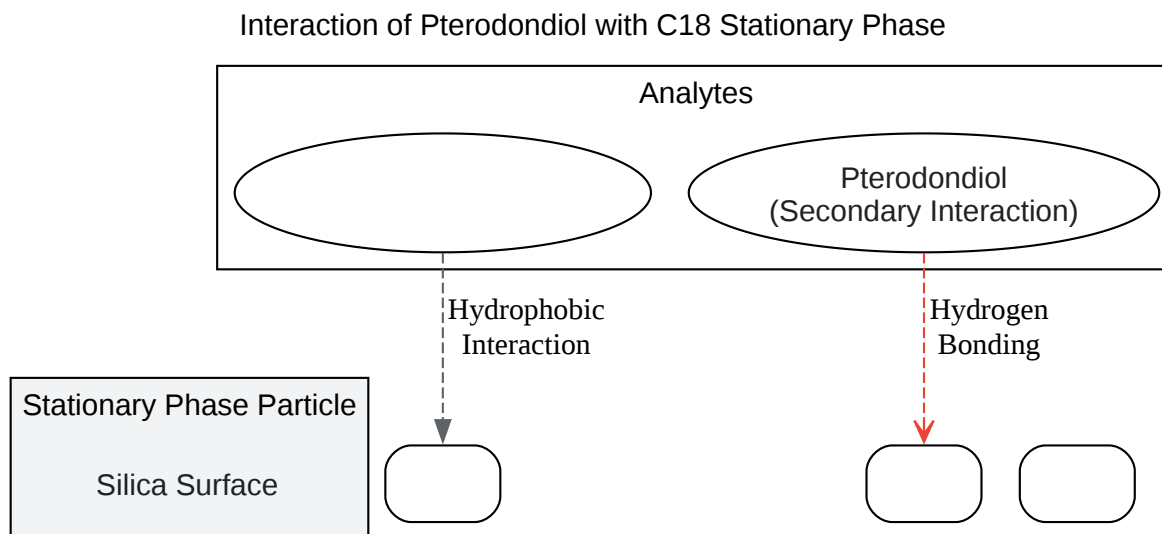 Interaction of Pterodondiol with C18 Stationary Phase
Analytes
Pterodondiol
(Secondary Interaction)
Hydrophobic
Interaction
Hydrogen
Bonding
Stationary Phase Particle
Silica Surface